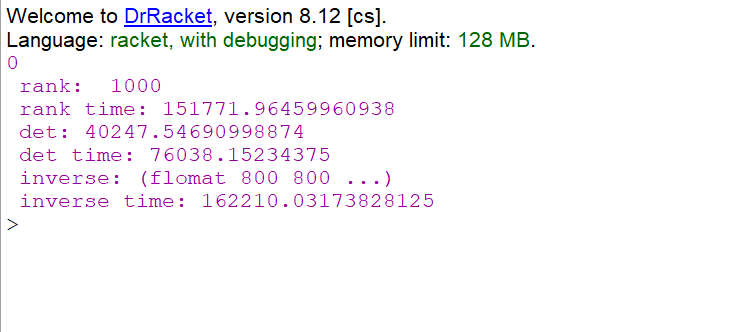 Welcome to DrRacket, version 8.12 [cs].
Language: racket, with debugging; memory limit: 128 MB.
0
 rank:  1000
 rank time: 151771.96459960938
 det: 40247.54690998874
 det time: 76038.15234375
 inverse: (flomat 800 800 ...)
 inverse time: 162210.03173828125
>